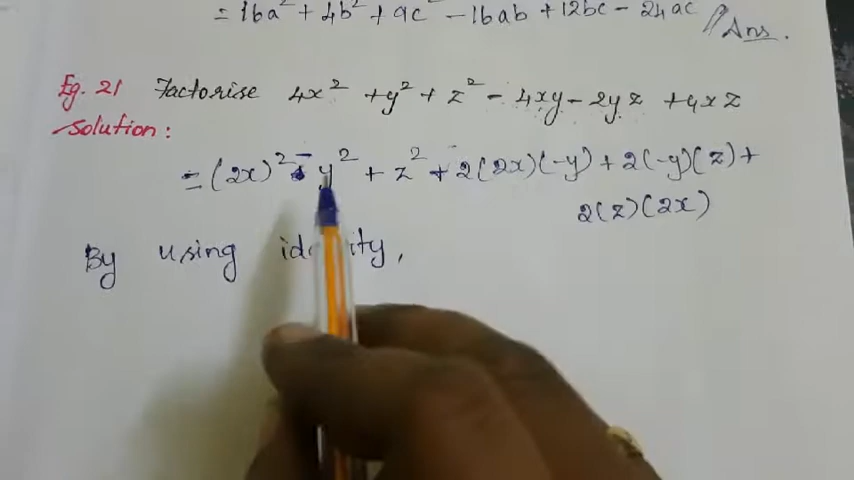 = 16a² + 4b² + 9c² - 16ab + 12bc - 24ac // Ans.
Eg. 21 Factorise 4x² + y² + z² - 4xy - 2yz + 4xz
Solution :
= (2x)² - y² + z² + 2(2x)(-y) + 2(-y)(z) +
2(z)(2x)
By using identity,